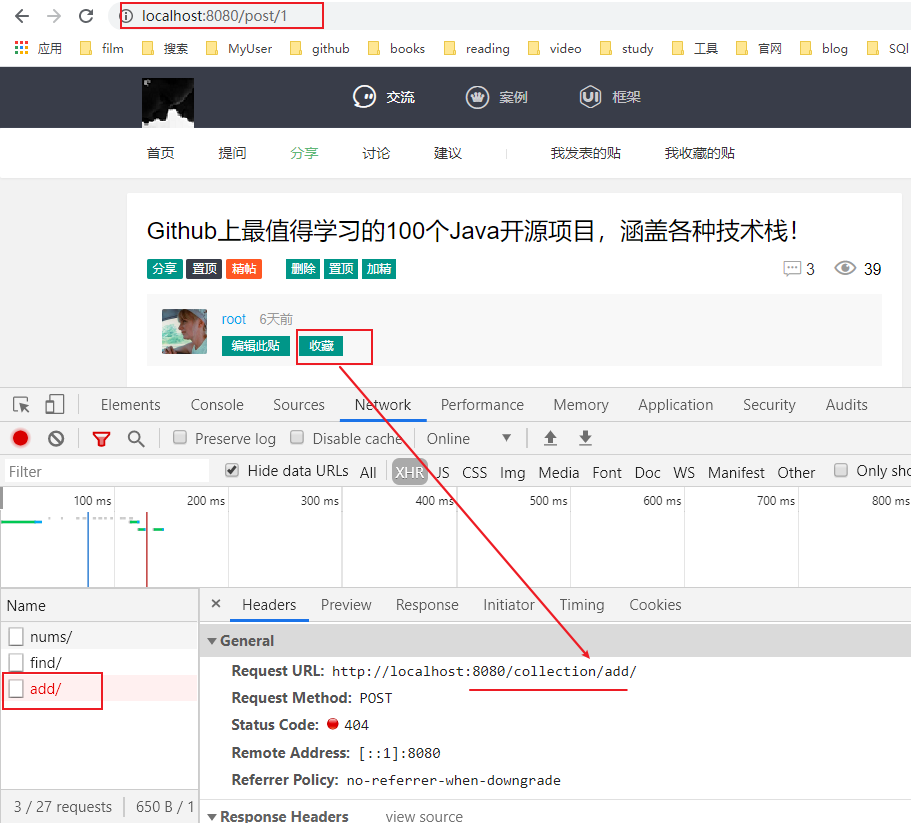 localhost:8080/post/1
应用 film 搜索 MyUser github books reading video study 工具 官网 blog SQl
交流 案例 UI 框架
首页 提问 分享 讨论 建议 我发表的贴 我收藏的贴
Github上最值得学习的100个Java开源项目，涵盖各种技术栈！
分享 置顶 精帖 删除 置顶 加精 3 39
root 6天前
编辑此贴 收藏
Elements Console Sources Network Performance Memory Application Security Audits
Preserve log Disable cache Online
Filter Hide data URLs All XHR JS CSS Img Media Font Doc WS Manifest Other Only sho
100 ms 200 ms 300 ms 400 ms 500 ms 600 ms 700 ms 800 ms
Name × Headers Preview Response Initiator Timing Cookies
nums/
find/
add/
General
Request URL: http://localhost:8080/collection/add/
Request Method: POST
Status Code: 404
Remote Address: [::1]:8080
Referrer Policy: no-referrer-when-downgrade
3 / 27 requests 650 B / 1
Response Headers view source